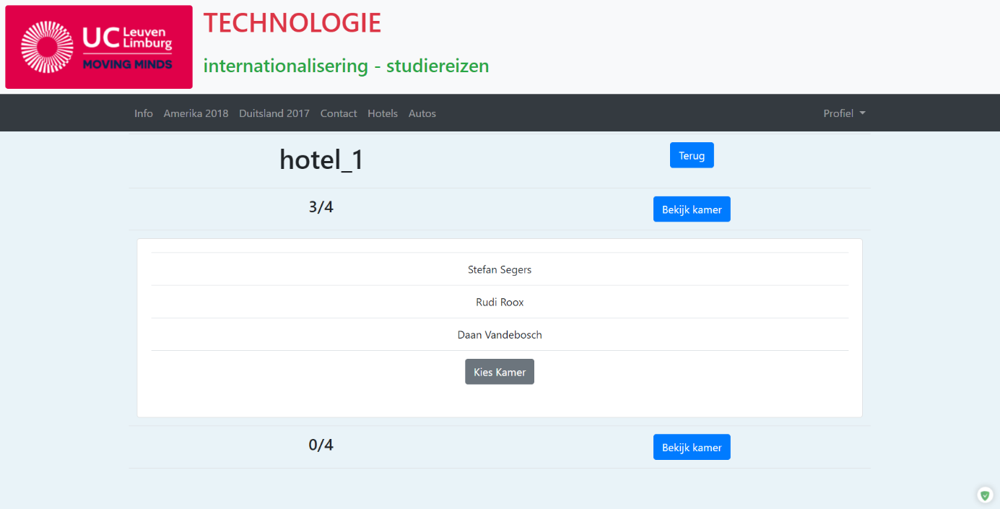 UC Leuven
Limburg
MOVING MINDS
TECHNOLOGIE
internationalisering - studiereizen
Info Amerika 2018 Duitsland 2017 Contact Hotels Autos Profiel
hotel_1 Terug
3/4 Bekijk kamer
Stefan Segers
Rudi Roox
Daan Vandebosch
Kies Kamer
0/4 Bekijk kamer